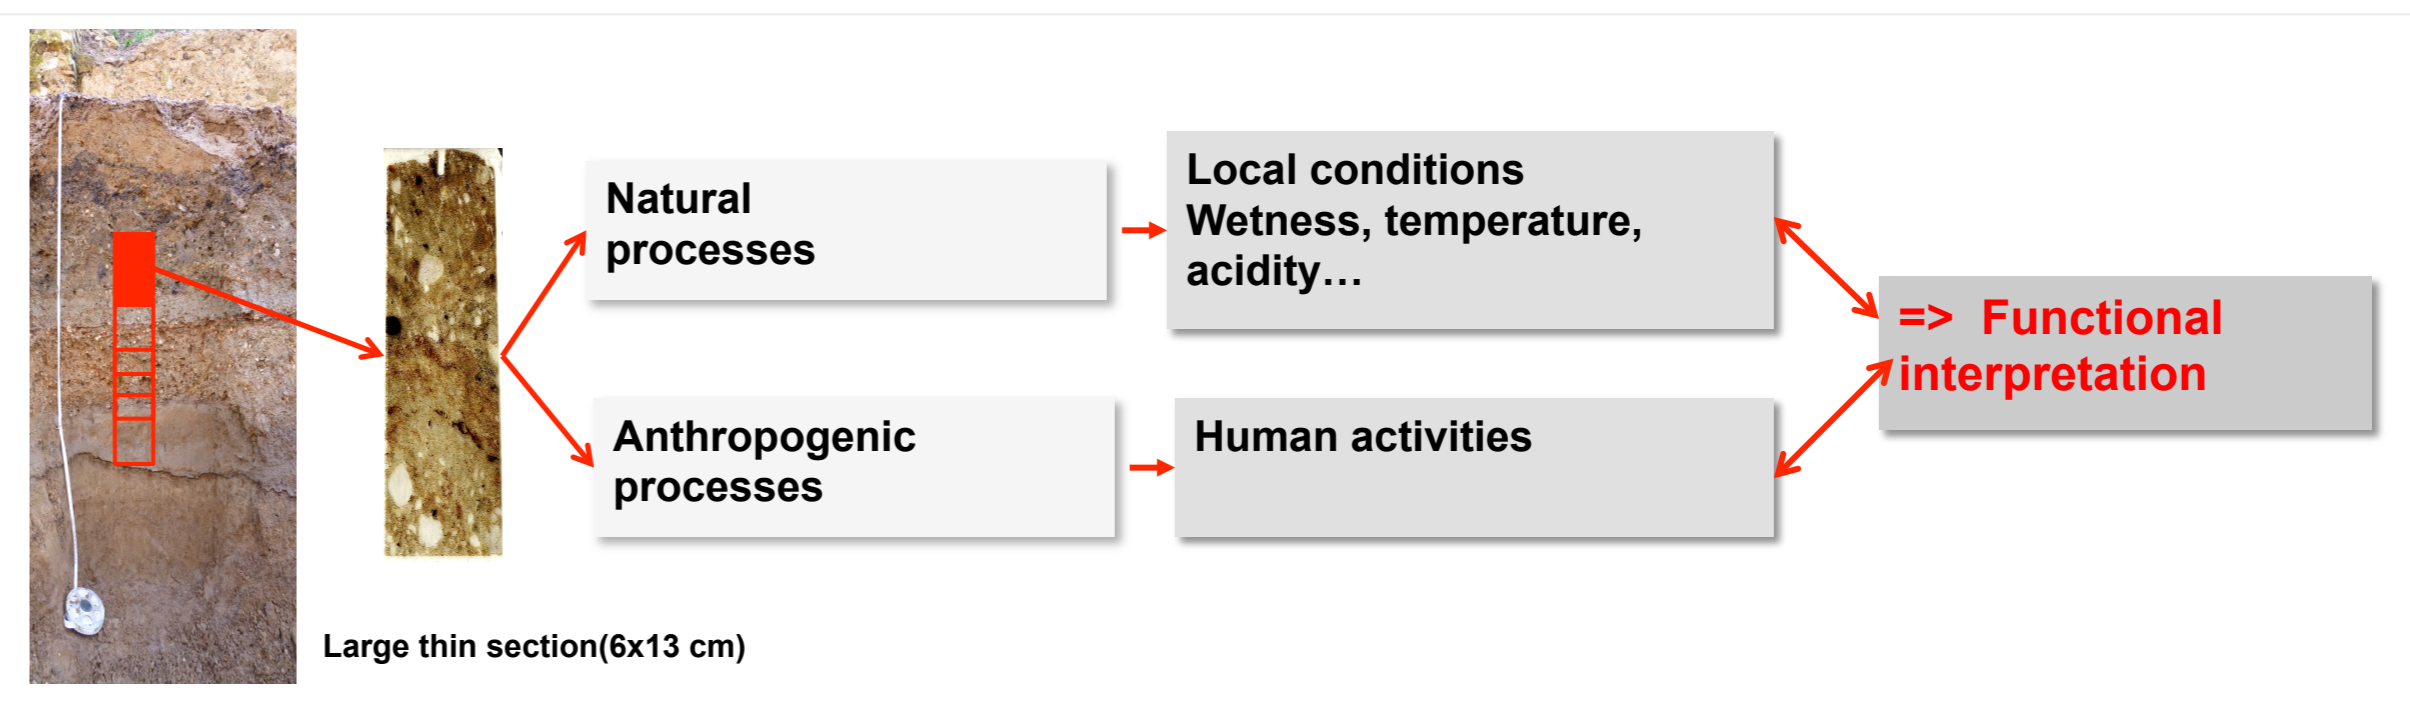 Natural
processes
Local conditions
Wetness, temperature,
acidity…
=> Functional
interpretation
Anthropogenic
processes
Human activities
Large thin section(6x13 cm)